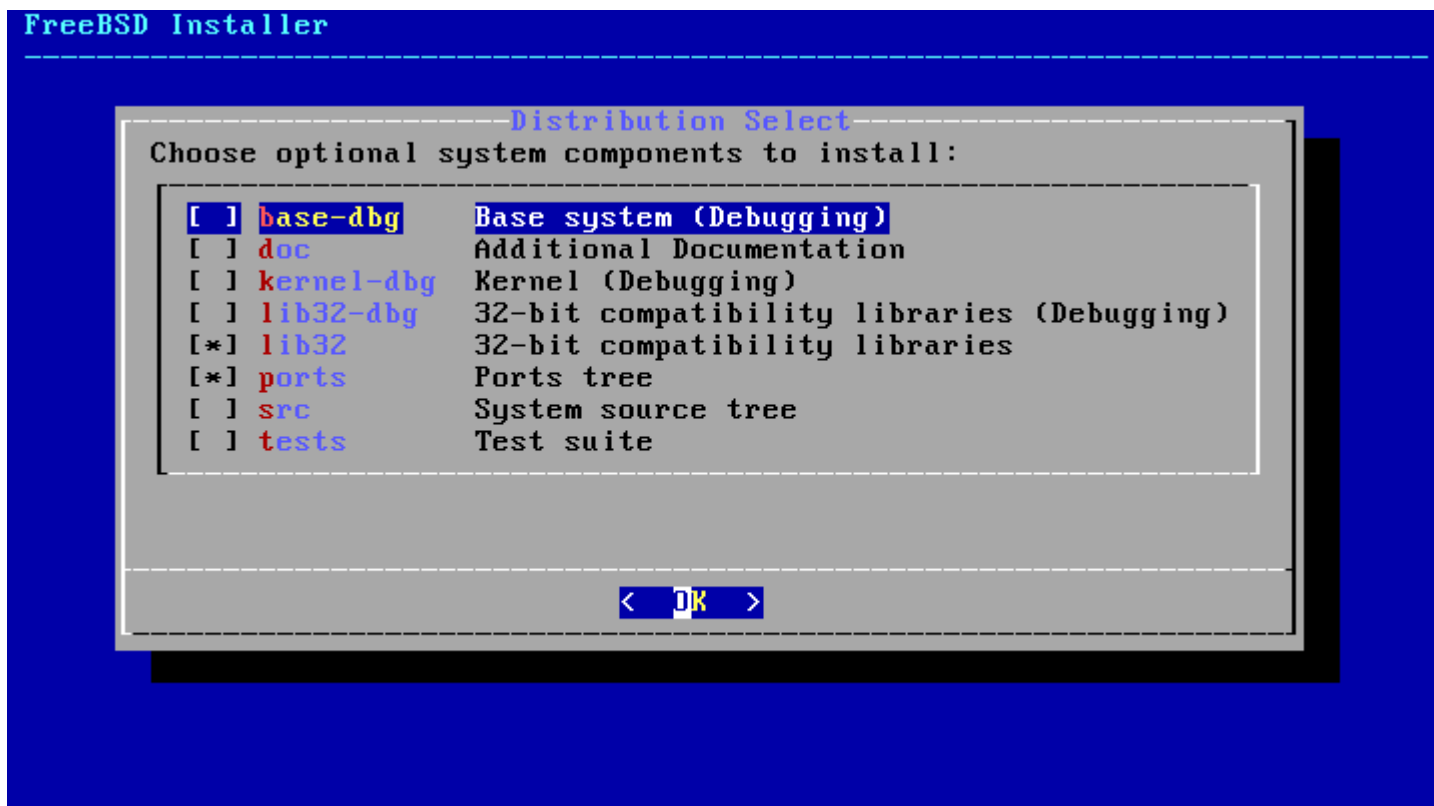 FreeBSD Installer
Distribution Select
Choose optional system components to install:
[ ] base-dbg Base system (Debugging)
[ ] doc Additional Documentation
[ ] kernel-dbg Kernel (Debugging)
[ ] lib32-dbg 32-bit compatibility libraries (Debugging)
[*] lib32 32-bit compatibility libraries
[*] ports Ports tree
[ ] src System source tree
[ ] tests Test suite
< OK >